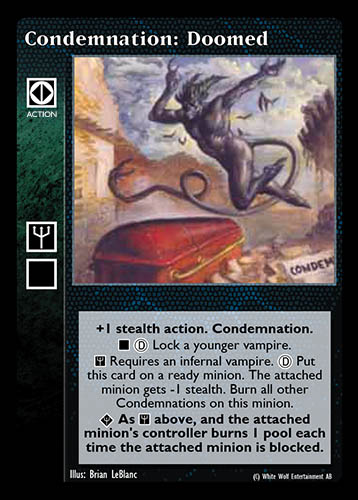 Condemnation: Doomed
ACTION
CONDEM
+1 stealth action. Condemnation.
Ⓓ Lock a younger vampire.
Requires an infernal vampire. Ⓓ Put
this card on a ready minion. The attached
minion gets -1 stealth. Burn all other
Condemnations on this minion.
As above, and the attached
minion's controller burns 1 pool each
time the attached minion is blocked.
Illus: Brian LeBlanc
(C) White Wolf Entertainment AB